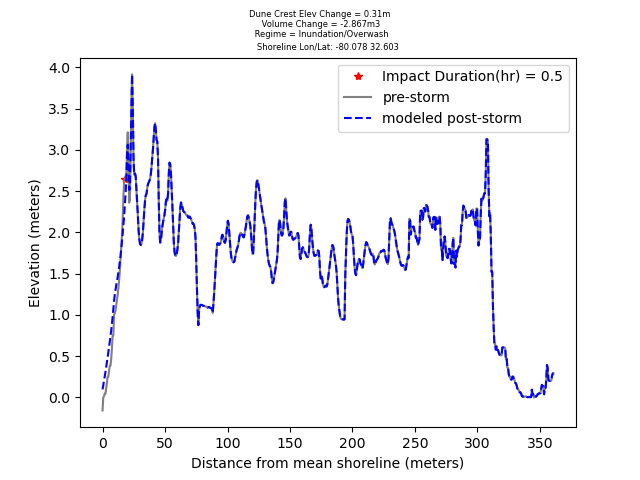 Dune Crest Elev Change = 0.31m
Volume Change = -2.867m3
Regime = Inundation/Overwash
Shoreline Lon/Lat: -80.078 32.603
Impact Duration(hr) = 0.5
pre-storm
modeled post-storm
Elevation (meters)
4.0
3.5
3.0
2.5
2.0
1.5
1.0
0.5
0.0
0 50 100 150 200 250 300 350
Distance from mean shoreline (meters)